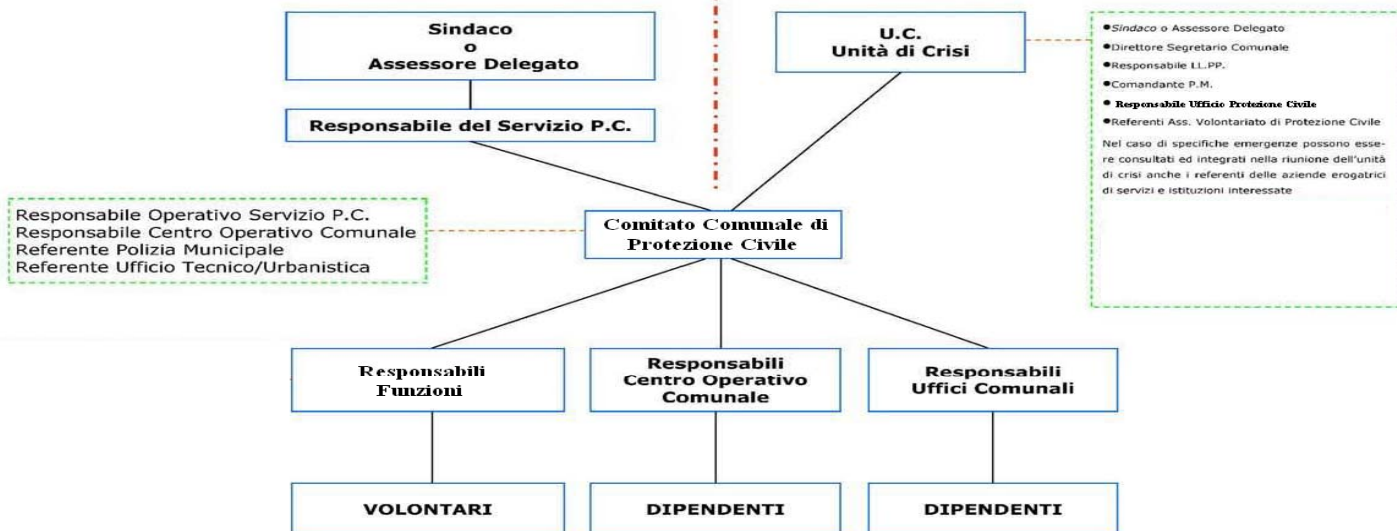 Sindaco
o
Assessore Delegato
U.C.
Unità di Crisi
●Sindaco o Assessore Delegato
●Direttore Segretario Comunale
●Responsabile LL.PP.
●Comandante P.M.
● Responsabile Ufficio Protezione Civile
●Referenti Ass. Volontariato di Protezione Civile
Nel caso di specifiche emergenze possono esse-
re consultati ed integrati nella riunione dell'unità
di crisi anche i referenti delle aziende erogatrici
di servizi e istituzioni interessate
Responsabile del Servizio P.C.
Responsabile Operativo Servizio P.C.
Responsabile Centro Operativo Comunale
Referente Polizia Municipale
Referente Ufficio Tecnico/Urbanistica
Comitato Comunale di
Protezione Civile
Responsabili
Funzioni
Responsabili
Centro Operativo
Comunale
Responsabili
Uffici Comunali
VOLONTARI
DIPENDENTI
DIPENDENTI